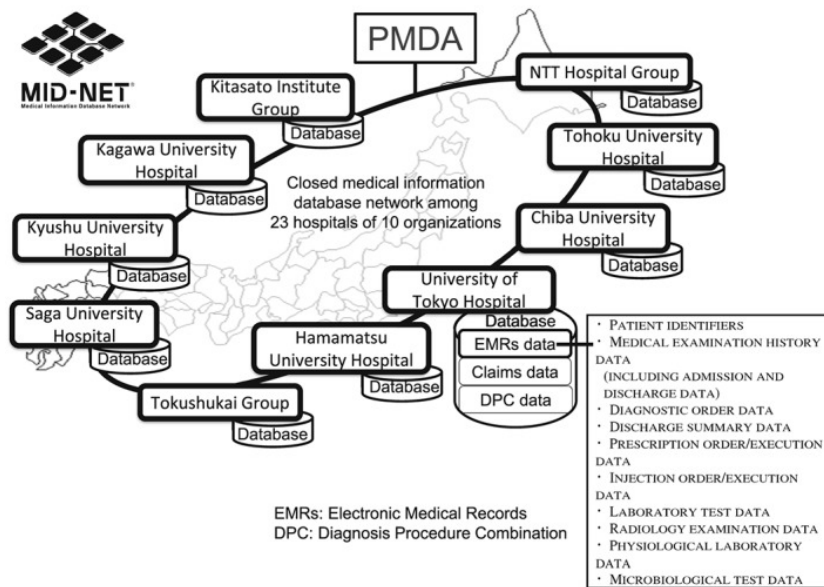 MID-NET®
Medical Information Database Network
PMDA
Kitasato Institute
Group
Database
NTT Hospital Group
Database
Kagawa University
Hospital
Database
Tohoku University
Hospital
Database
Closed medical information
database network among
23 hospitals of 10 organizations
Kyushu University
Hospital
Database
Chiba University
Hospital
Database
University of
Tokyo Hospital
Database
EMRs data
Claims data
DPC data
Saga University
Hospital
Database
Hamamatsu
University Hospital
Database
Tokushukai Group
Database
· PATIENT IDENTIFIERS
· MEDICAL EXAMINATION HISTORY
DATA
(INCLUDING ADMISSION AND
DISCHARGE DATA)
· DIAGNOSTIC ORDER DATA
· DISCHARGE SUMMARY DATA
· PRESCRIPTION ORDER/EXECUTION
DATA
· INJECTION ORDER/EXECUTION
DATA
· LABORATORY TEST DATA
· RADIOLOGY EXAMINATION DATA
· PHYSIOLOGICAL LABORATORY
DATA
· MICROBIOLOGICAL TEST DATA
EMRs: Electronic Medical Records
DPC: Diagnosis Procedure Combination